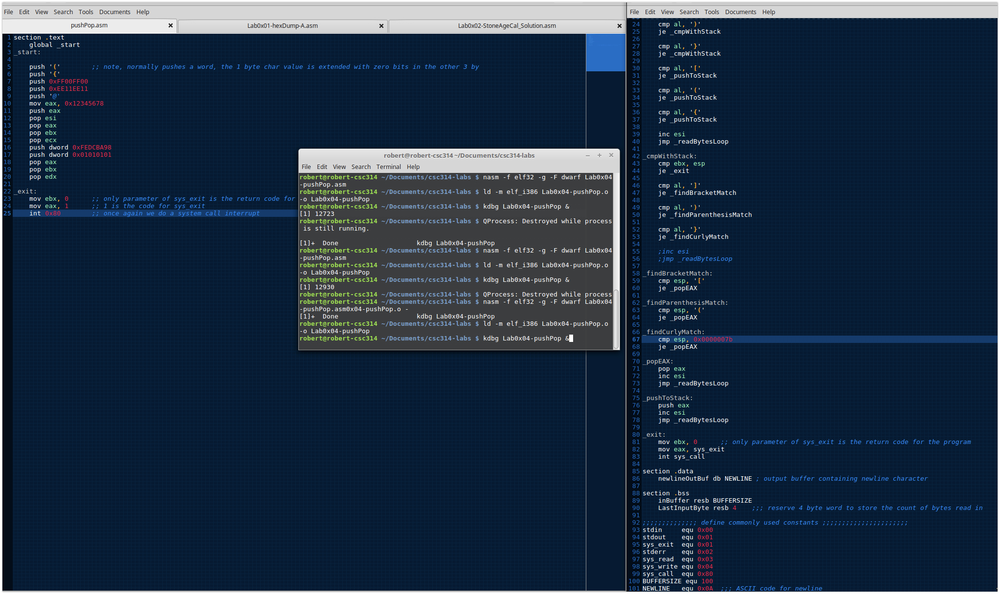 File Edit View Search Tools Documents Help
pushPop.asm
Lab0x01-hexDump-A.asm
Lab0x02-StoneAgeCal_Solution.asm
1 section .text
2 global _start
3 _start:
4
5 push '(' ;; note, normally pushes a word, the 1 byte char value is extended with zero bits in the other 3 by
6 push '{'
7 push 0xFF00FF00
8 push 0xEE11EE11
9 push '@'
10 mov eax, 0x12345678
11 push eax
12 pop esi
13 pop eax
14 pop ebx
15 pop ecx
16 push dword 0xFEDCBA98
17 push dword 0x01010101
18 pop eax
19 pop ebx
20 pop edx
21
22 _exit:
23 mov ebx, 0 ;; only parameter of sys_exit is the return code for
24 mov eax, 1 ;; 1 is the code for sys_exit
25 int 0x80 ;; once again we do a system call interrupt
robert@robert-csc314 ~/Documents/csc314-labs
File Edit View Search Terminal Help
robert@robert-csc314 ~/Documents/csc314-labs $ nasm -f elf32 -g -F dwarf Lab0x04
-pushPop.asm
robert@robert-csc314 ~/Documents/csc314-labs $ ld -m elf_i386 Lab0x04-pushPop.o
-o Lab0x04-pushPop
robert@robert-csc314 ~/Documents/csc314-labs $ kdbg Lab0x04-pushPop &
[1] 12723
robert@robert-csc314 ~/Documents/csc314-labs $ QProcess: Destroyed while process
is still running.
[1]+ Done kdbg Lab0x04-pushPop
robert@robert-csc314 ~/Documents/csc314-labs $ nasm -f elf32 -g -F dwarf Lab0x04
-pushPop.asm
robert@robert-csc314 ~/Documents/csc314-labs $ ld -m elf_i386 Lab0x04-pushPop.o
-o Lab0x04-pushPop
robert@robert-csc314 ~/Documents/csc314-labs $ kdbg Lab0x04-pushPop &
[1] 12930
robert@robert-csc314 ~/Documents/csc314-labs $ QProcess: Destroyed while process
robert@robert-csc314 ~/Documents/csc314-labs $ nasm -f elf32 -g -F dwarf Lab0x04
-pushPop.asm0x04-pushPop.o -
[1]+ Done kdbg Lab0x04-pushPop
robert@robert-csc314 ~/Documents/csc314-labs $ ld -m elf_i386 Lab0x04-pushPop.o
-o Lab0x04-pushPop
robert@robert-csc314 ~/Documents/csc314-labs $ kdbg Lab0x04-pushPop &
File Edit View Search Tools Documents Help
24 cmp al, ')'
25 je _cmpWithStack
26
27 cmp al, '}'
28 je _cmpWithStack
29
30 cmp al, '['
31 je _pushToStack
32
33 cmp al, '('
34 je _pushToStack
35
36 cmp al, '{'
37 je _pushToStack
38
39 inc esi
40 jmp _readBytesLoop
41
42 _cmpWithStack:
43 cmp ebx, esp
44 je _exit
45
46 cmp al, ']'
47 je _findBracketMatch
48
49 cmp al, ')'
50 je _findParenthesisMatch
51
52 cmp al, '}'
53 je _findCurlyMatch
54
55 ;inc esi
56 ;jmp _readBytesLoop
57
58 _findBracketMatch:
59 cmp esp, '['
60 je _popEAX
61
62 _findParenthesisMatch:
63 cmp esp, '('
64 je _popEAX
65
66 _findCurlyMatch:
67 cmp esp, 0x0000007b
68 je _popEAX
69
70 _popEAX:
71 pop eax
72 inc esi
73 jmp _readBytesLoop
74
75 _pushToStack:
76 push eax
77 inc esi
78 jmp _readBytesLoop
79
80 _exit:
81 mov ebx, 0 ;; only parameter of sys_exit is the return code for the program
82 mov eax, sys_exit
83 int sys_call
84
85 section .data
86 newlineOutBuf db NEWLINE ; output buffer containing newline character
87
88 section .bss
89 inBuffer resb BUFFERSIZE
90 LastInputByte resb 4 ;;; reserve 4 byte word to store the count of bytes read in
91
92 ;;;;;;;;;;;;;; define commonly used constants ;;;;;;;;;;;;;;;;;;;;;;
93 stdin equ 0x00
94 stdout equ 0x01
95 sys_exit equ 0x01
96 stderr equ 0x02
97 sys_read equ 0x03
98 sys_write equ 0x04
99 sys_call equ 0x80
100 BUFFERSIZE equ 100
101 NEWLINE equ 0x0A ;;; ASCII code for newline